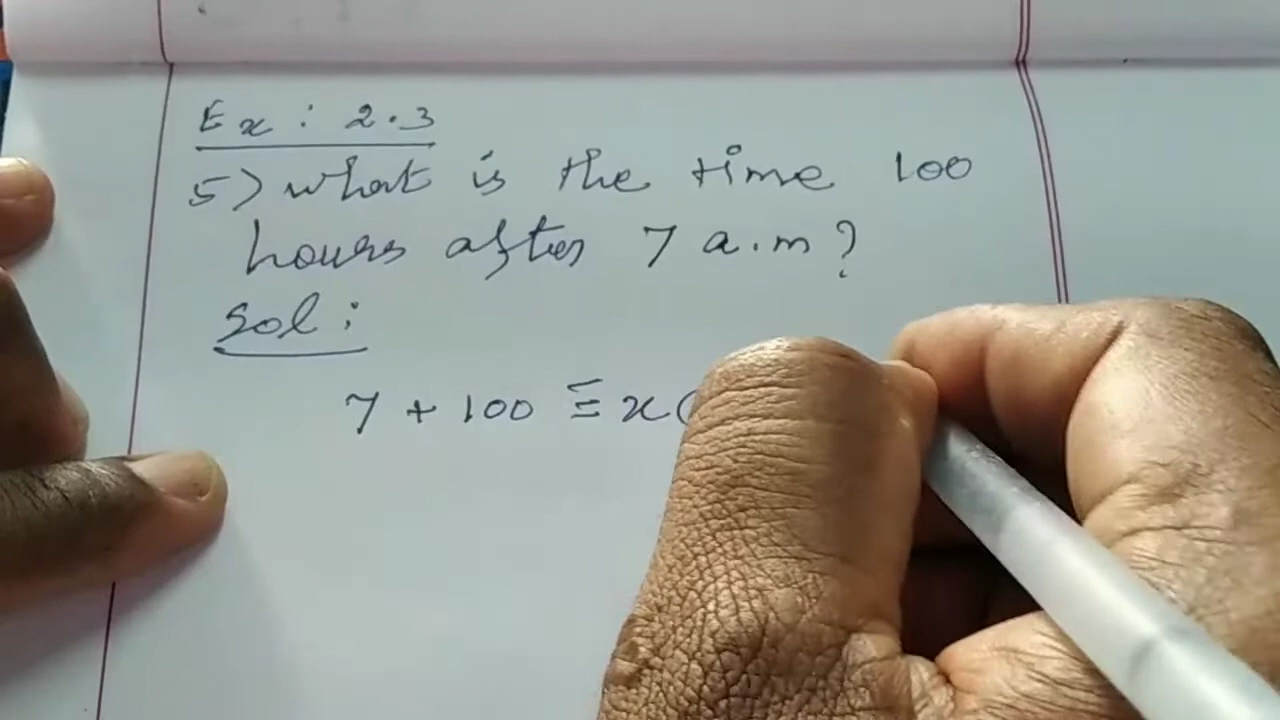 Ex : 2.3
5) what is the time 100
hours after 7 a.m?
Sol :
7 + 100 ≡ x (